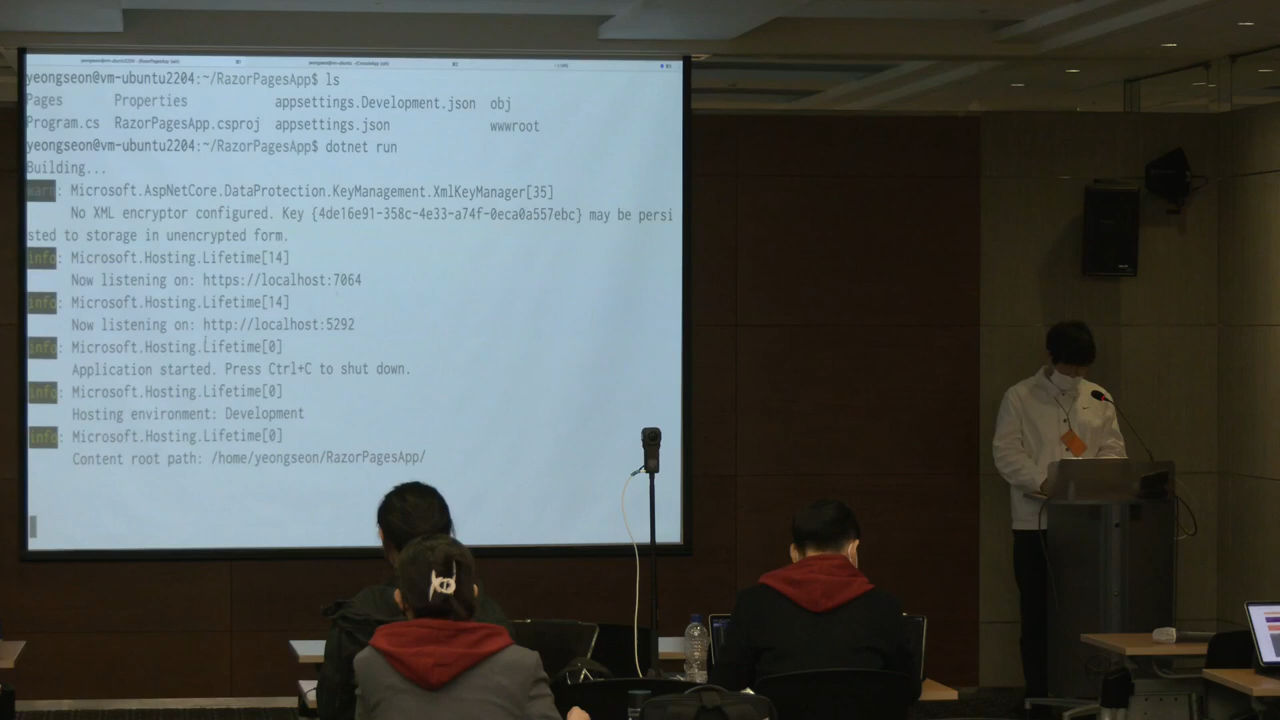 yeongseon@vm-ubuntu2204:~/RazorPagesApp$ ls
Pages Properties appsettings.Development.json obj
Program.cs RazorPagesApp.csproj appsettings.json wwwroot
yeongseon@vm-ubuntu2204:~/RazorPagesApp$ dotnet run
Building...
warn: Microsoft.AspNetCore.DataProtection.KeyManagement.XmlKeyManager[35]
No XML encryptor configured. Key {4de16e91-358c-4e33-a74f-0eca0a557ebc} may be persi
sted to storage in unencrypted form.
info: Microsoft.Hosting.Lifetime[14]
Now listening on: https://localhost:7064
info: Microsoft.Hosting.Lifetime[14]
Now listening on: http://localhost:5292
info: Microsoft.Hosting.Lifetime[0]
Application started. Press Ctrl+C to shut down.
info: Microsoft.Hosting.Lifetime[0]
Hosting environment: Development
info: Microsoft.Hosting.Lifetime[0]
Content root path: /home/yeongseon/RazorPagesApp/